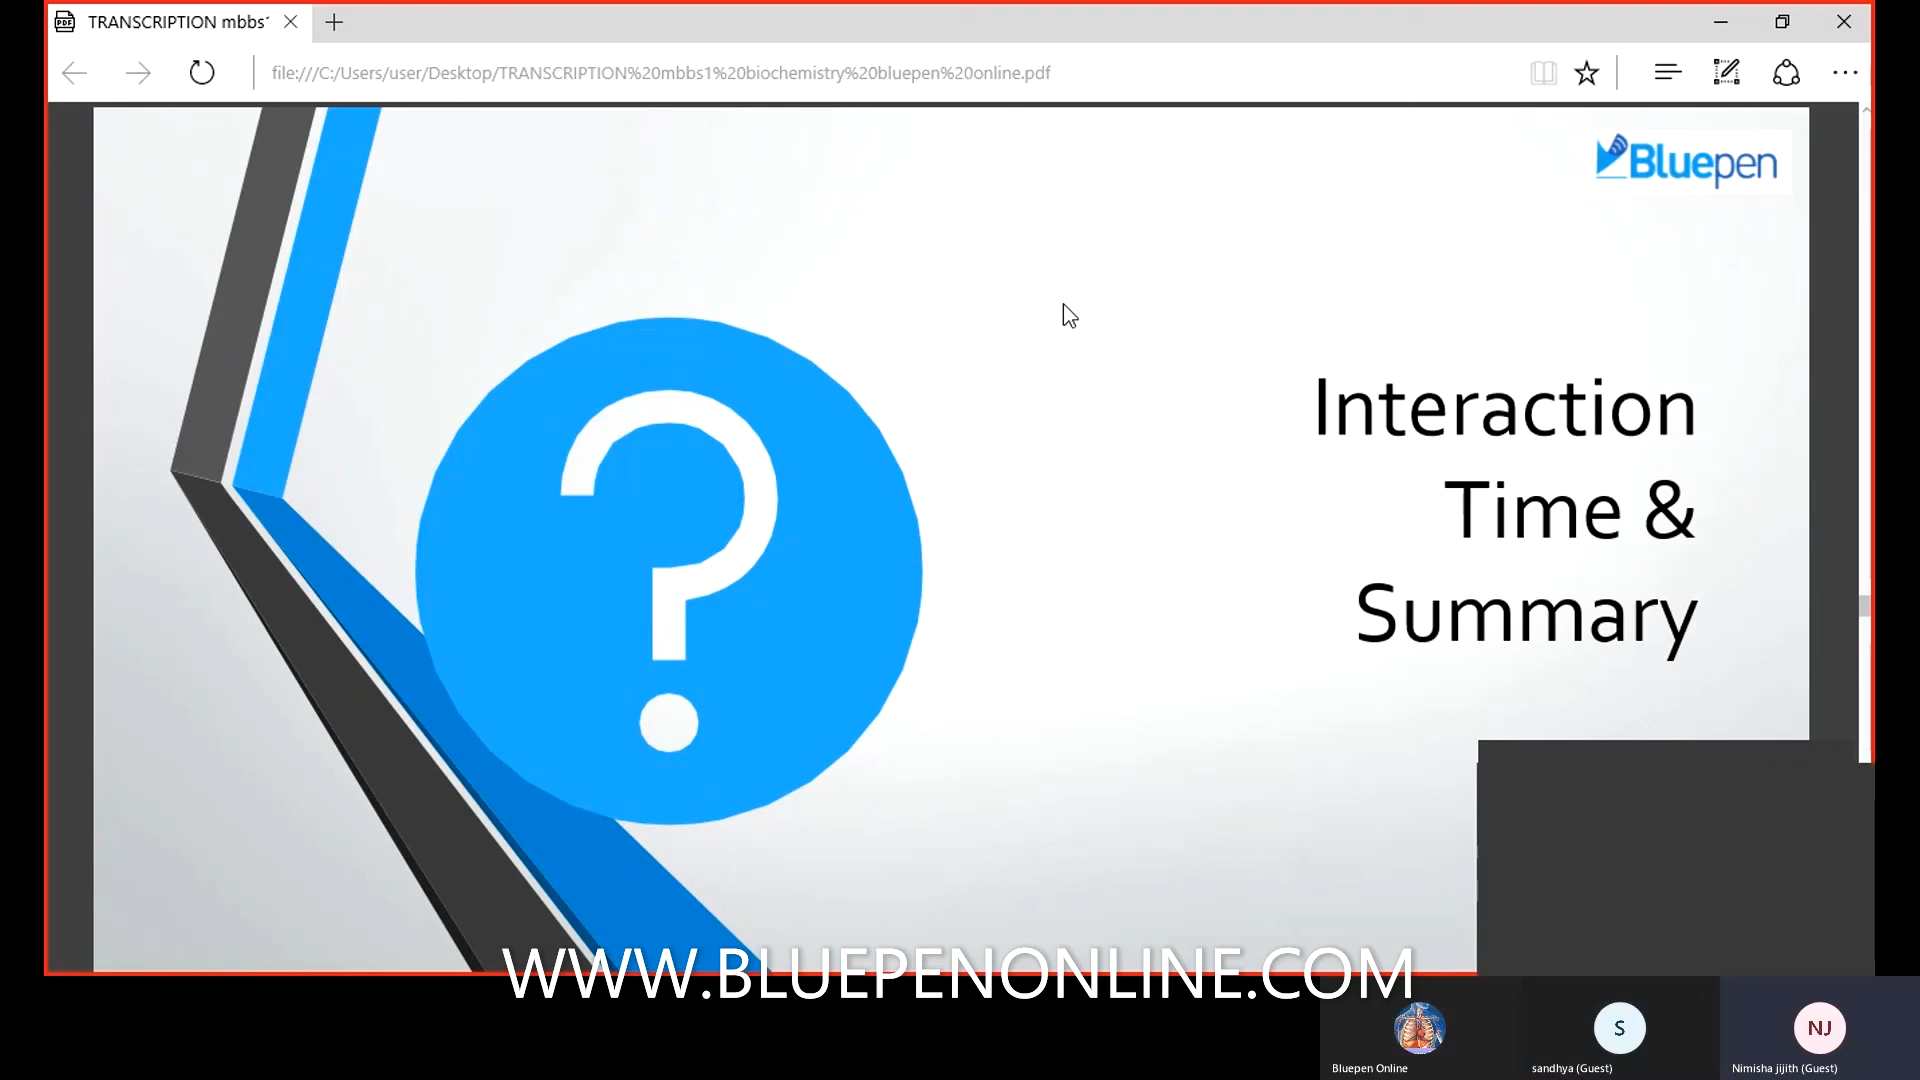 TRANSCRIPTION mbbs1
file:///C:/Users/user/Desktop/TRANSCRIPTION%20mbbs1%20biochemistry%20bluepen%20online.pdf
Bluepen
?
Interaction
Time &
Summary
WWW.BLUEPENONLINE.COM
S
NJ
Bluepen Online
sandhya (Guest)
Nimisha jijith (Guest)